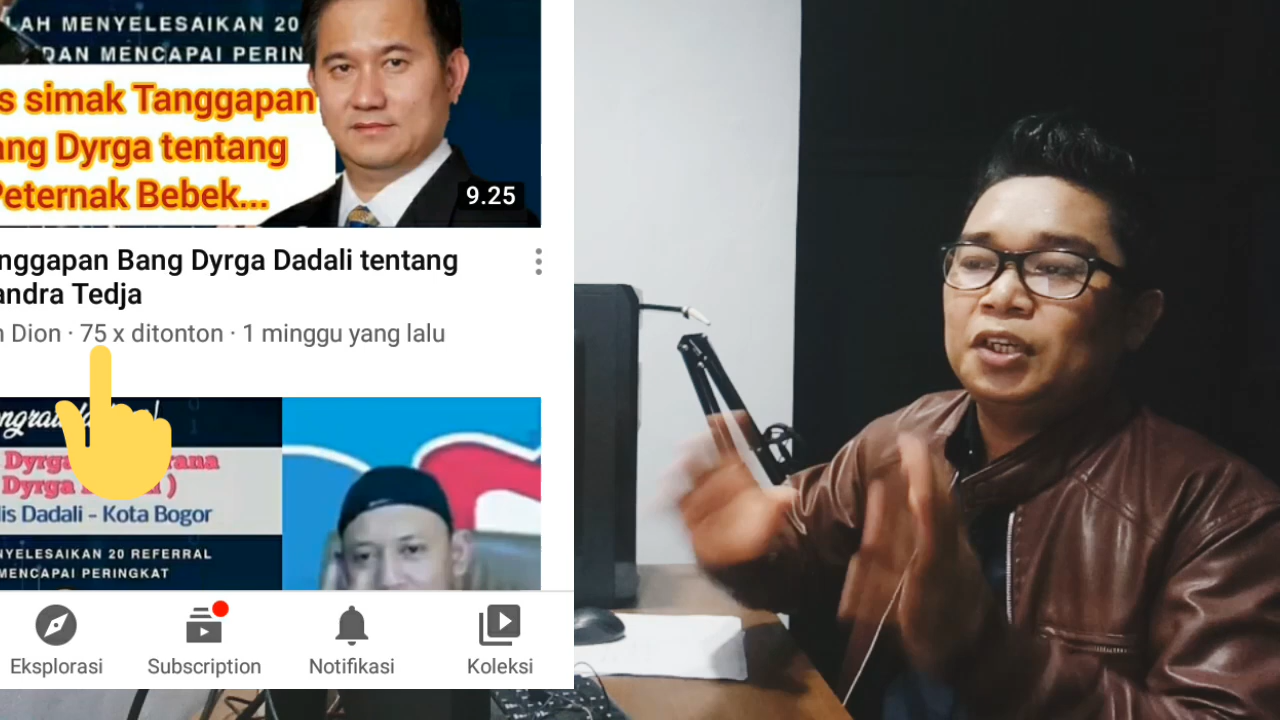 LAH MENYELESAIKAN 20
DAN MENCAPAI PERIN
s simak Tanggapan
ang Dyrga tentang
Peternak Bebek...
9.25
nggapan Bang Dyrga Dadali tentang
andra Tedja
n Dion · 75 x ditonton · 1 minggu yang lalu
Dyrga
Dyrga
lis Dadali - Kota Bogor
NYELESAIKAN 20 REFERRAL
MENCAPAI PERINGKAT
Eksplorasi
Subscription
Notifikasi
Koleksi